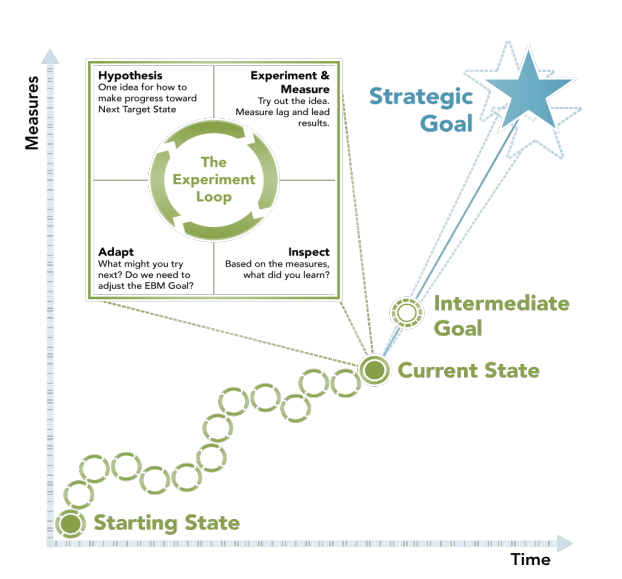 Measures
Hypothesis
One idea for how to
make progress toward
Next Target State
Experiment &
Measure
Try out the idea.
Measure lag and lead
results.
The
Experiment
Loop
Adapt
What might you try
next? Do we need to
adjust the EBM Goal?
Inspect
Based on the measures,
what did you learn?
Strategic
Goal
Intermediate
Goal
Current State
Starting State
Time